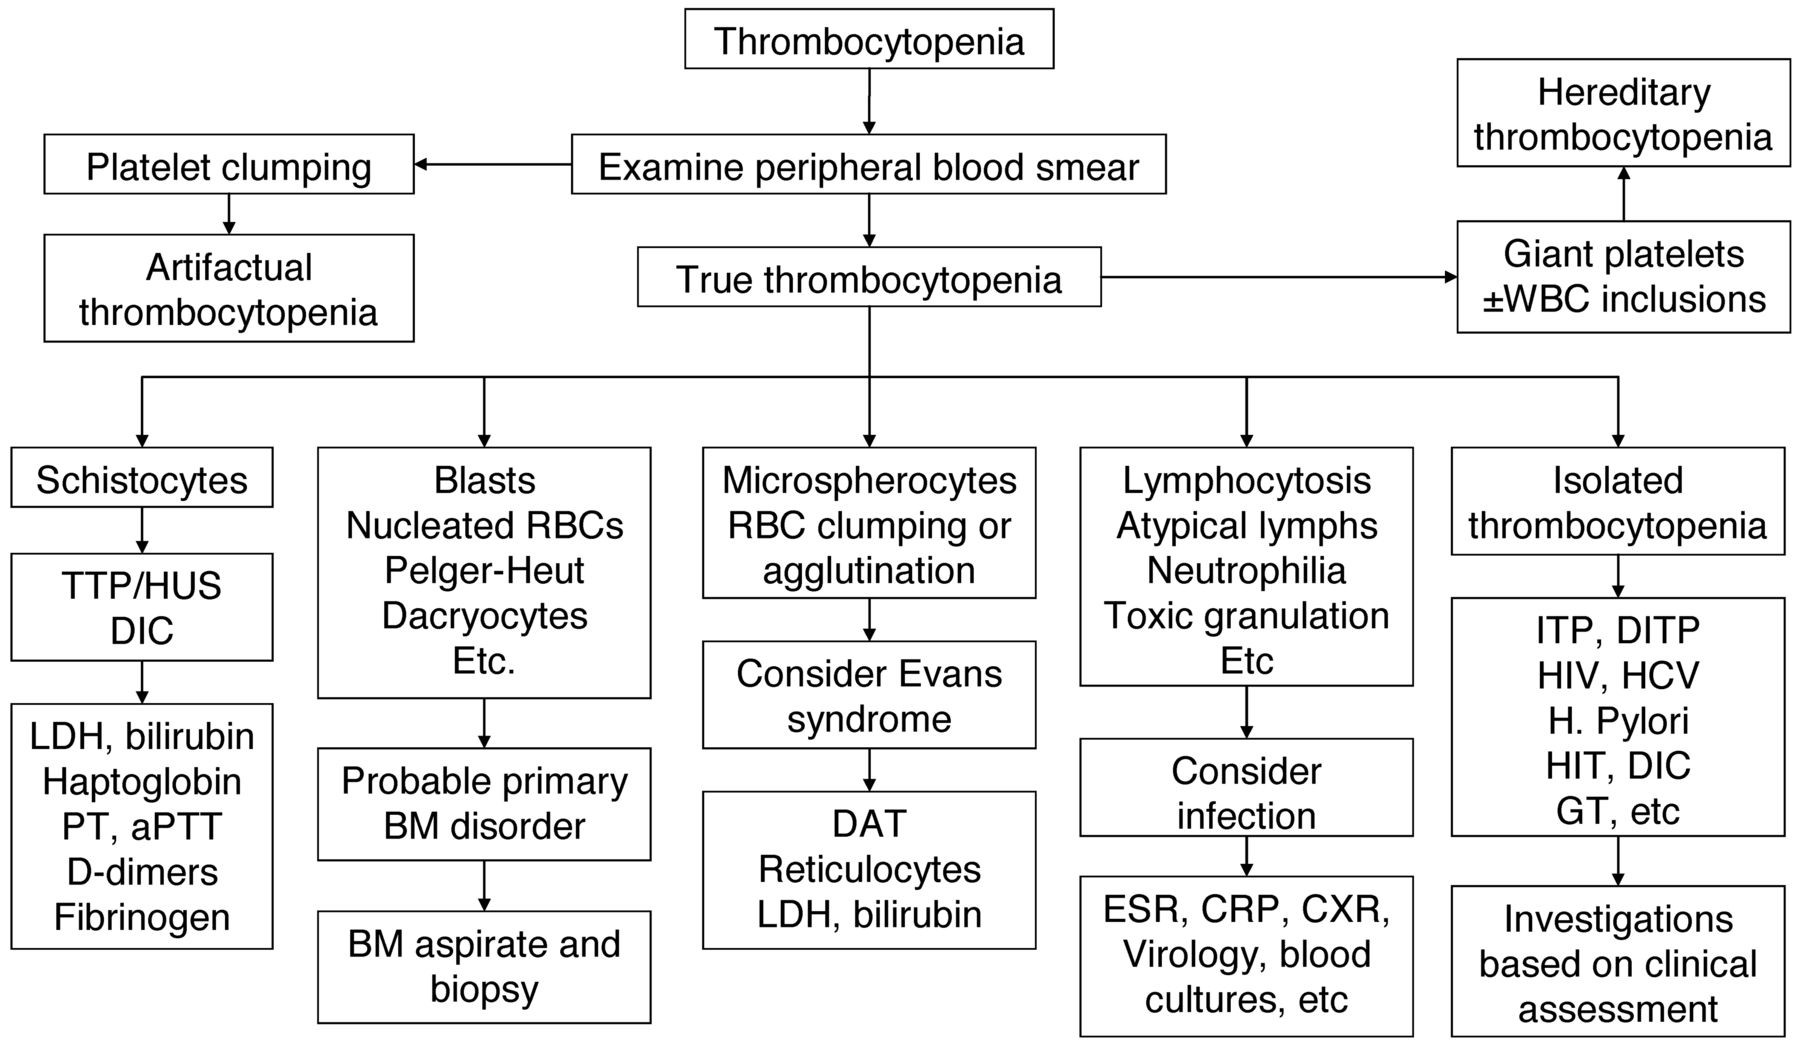 Thrombocytopenia
Hereditary
thrombocytopenia
Platelet clumping
Examine peripheral blood smear
Artifactual
thrombocytopenia
True thrombocytopenia
Giant platelets
±WBC inclusions
Schistocytes
TTP/HUS
DIC
LDH, bilirubin
Haptoglobin
PT, aPTT
D-dimers
Fibrinogen
Blasts
Nucleated RBCs
Pelger-Heut
Dacryocytes
Etc.
Probable primary
BM disorder
BM aspirate and
biopsy
Microspherocytes
RBC clumping or
agglutination
Consider Evans
syndrome
DAT
Reticulocytes
LDH, bilirubin
Lymphocytosis
Atypical lymphs
Neutrophilia
Toxic granulation
Etc
Consider
infection
ESR, CRP, CXR,
Virology, blood
cultures, etc
Isolated
thrombocytopenia
ITP, DITP
HIV, HCV
H. Pylori
HIT, DIC
GT, etc
Investigations
based on clinical
assessment